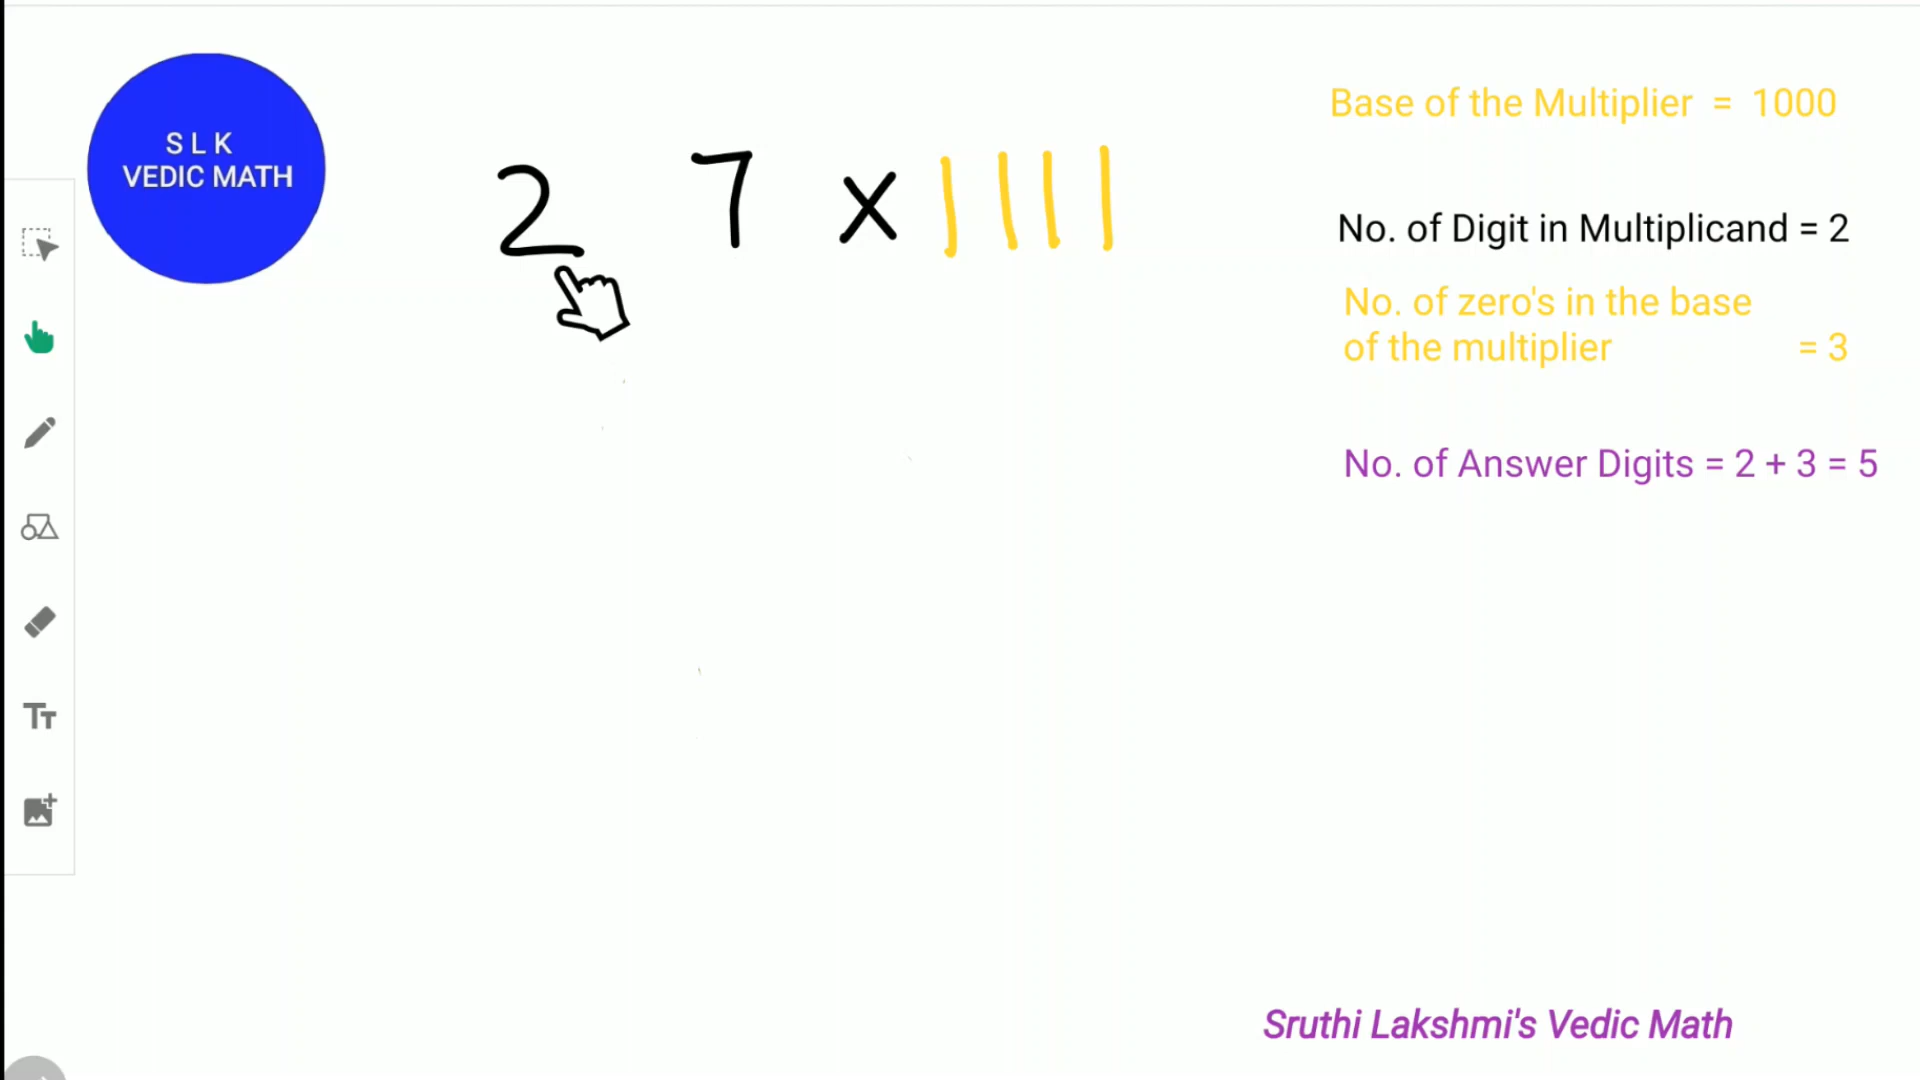 S L K
VEDIC MATH
2 7 x 1111
Base of the Multiplier = 1000
No. of Digit in Multiplicand = 2
No. of zero's in the base
of the multiplier = 3
No. of Answer Digits = 2 + 3 = 5
Tт
Sruthi Lakshmi's Vedic Math